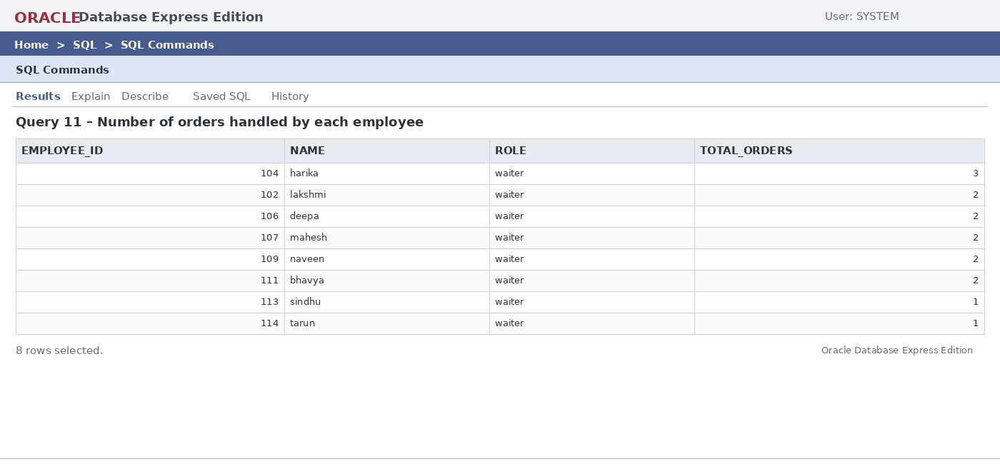 ORACLE Database Express Edition User: SYSTEM
Home > SQL > SQL Commands
SQL Commands
Results Explain Describe Saved SQL History
Query 11 – Number of orders handled by each employee
EMPLOYEE_ID NAME ROLE TOTAL_ORDERS
104 harika waiter 3
102 lakshmi waiter 2
106 deepa waiter 2
107 mahesh waiter 2
109 naveen waiter 2
111 bhavya waiter 2
113 sindhu waiter 1
114 tarun waiter 1
8 rows selected. Oracle Database Express Edition